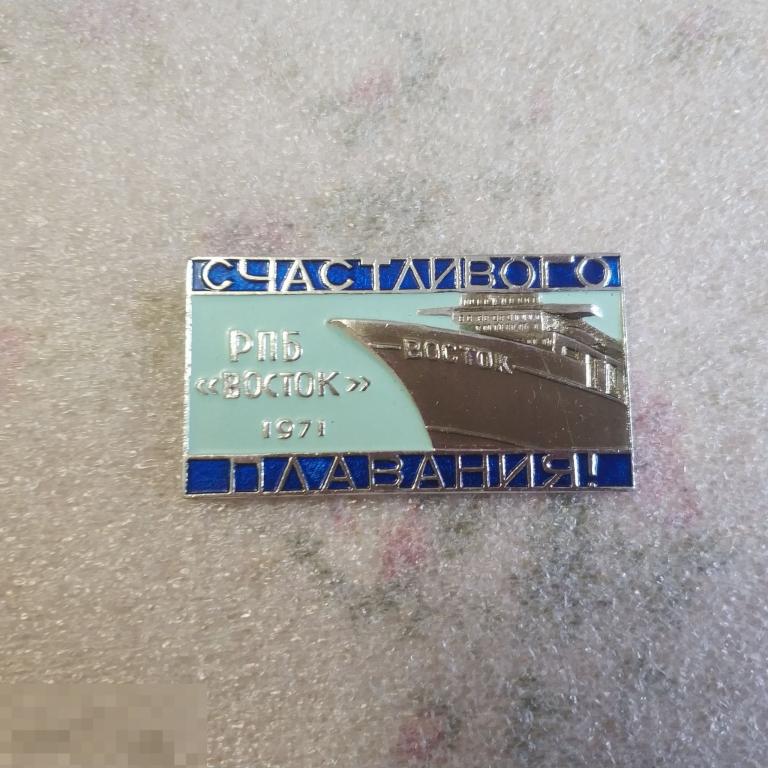 СЧАСТЛИВОГО
РПБ
«ВОСТОК»
1971
ВОСТОК
ПЛАВАНИЯ!